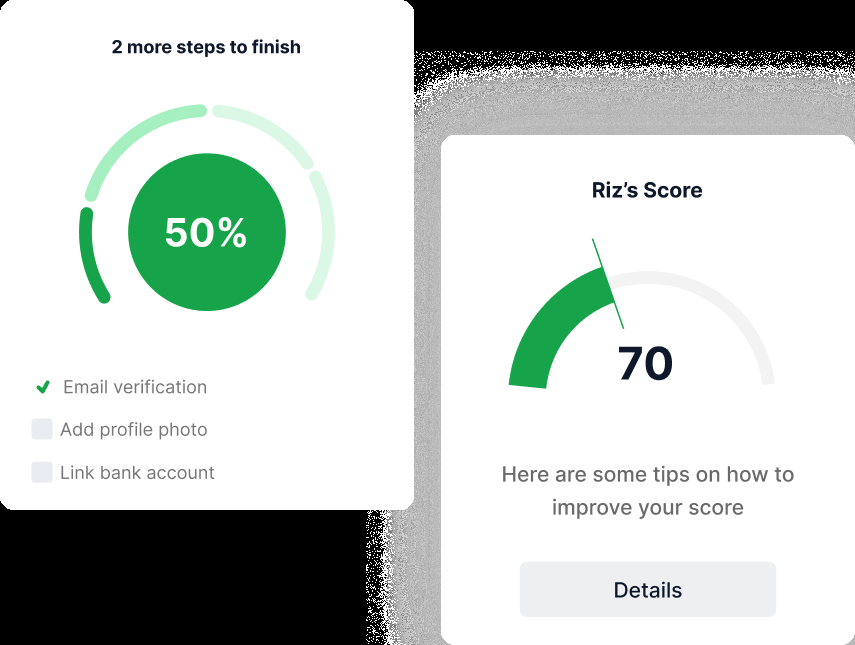 2 more steps to finish
50%
Email verification
Add profile photo
Link bank account
Riz’s Score
70
Here are some tips on how to
improve your score
Details